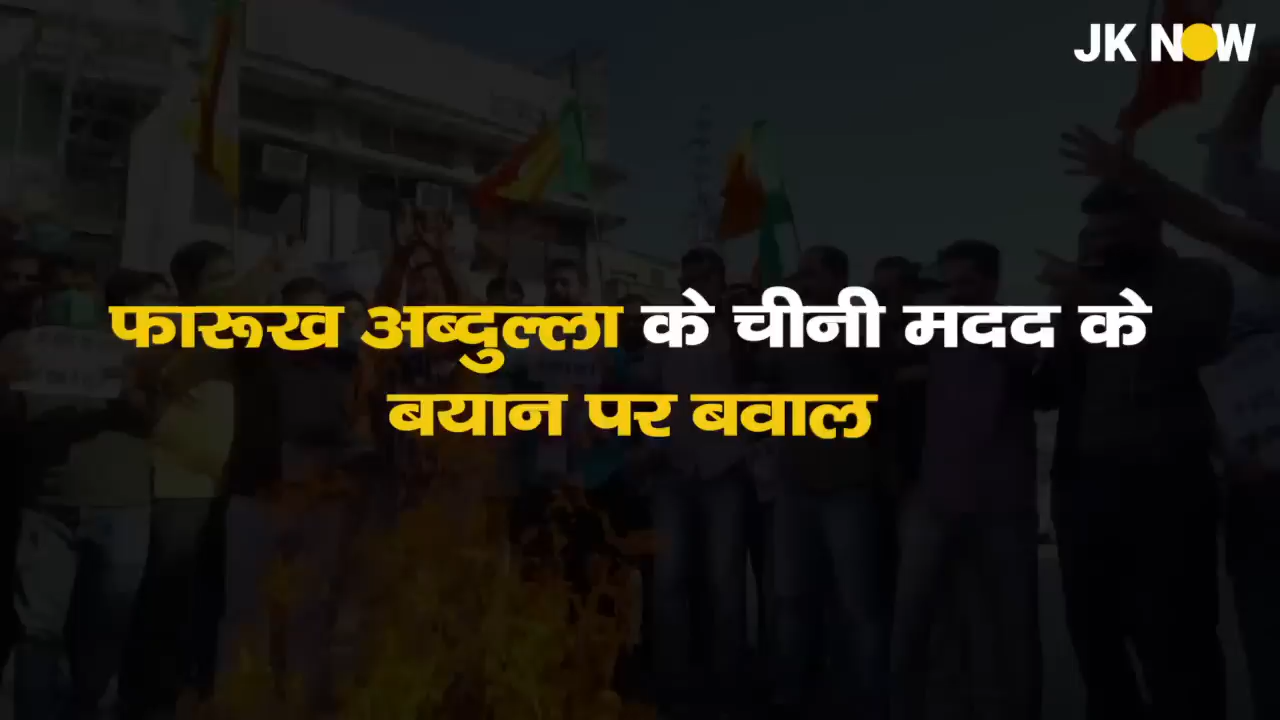 JK NOW
फारूख अब्दुल्ला के चीनी मदद के
बयान पर बवाल